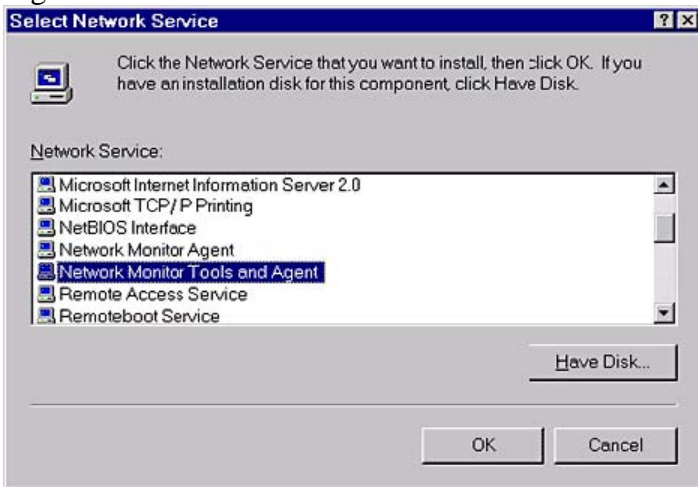 Select Network Service
Click the Network Service that you want to install, then click OK. If you
have an installation disk for this component, click Have Disk.
Network Service:
Microsoft Internet Information Server 2.0
Microsoft TCP/ P Printing
NetBIOS Interface
Network Monitor Agent
Network Monitor Tools and Agent
Remote Access Service
Remoteboot Service
Have Disk...
OK
Cancel